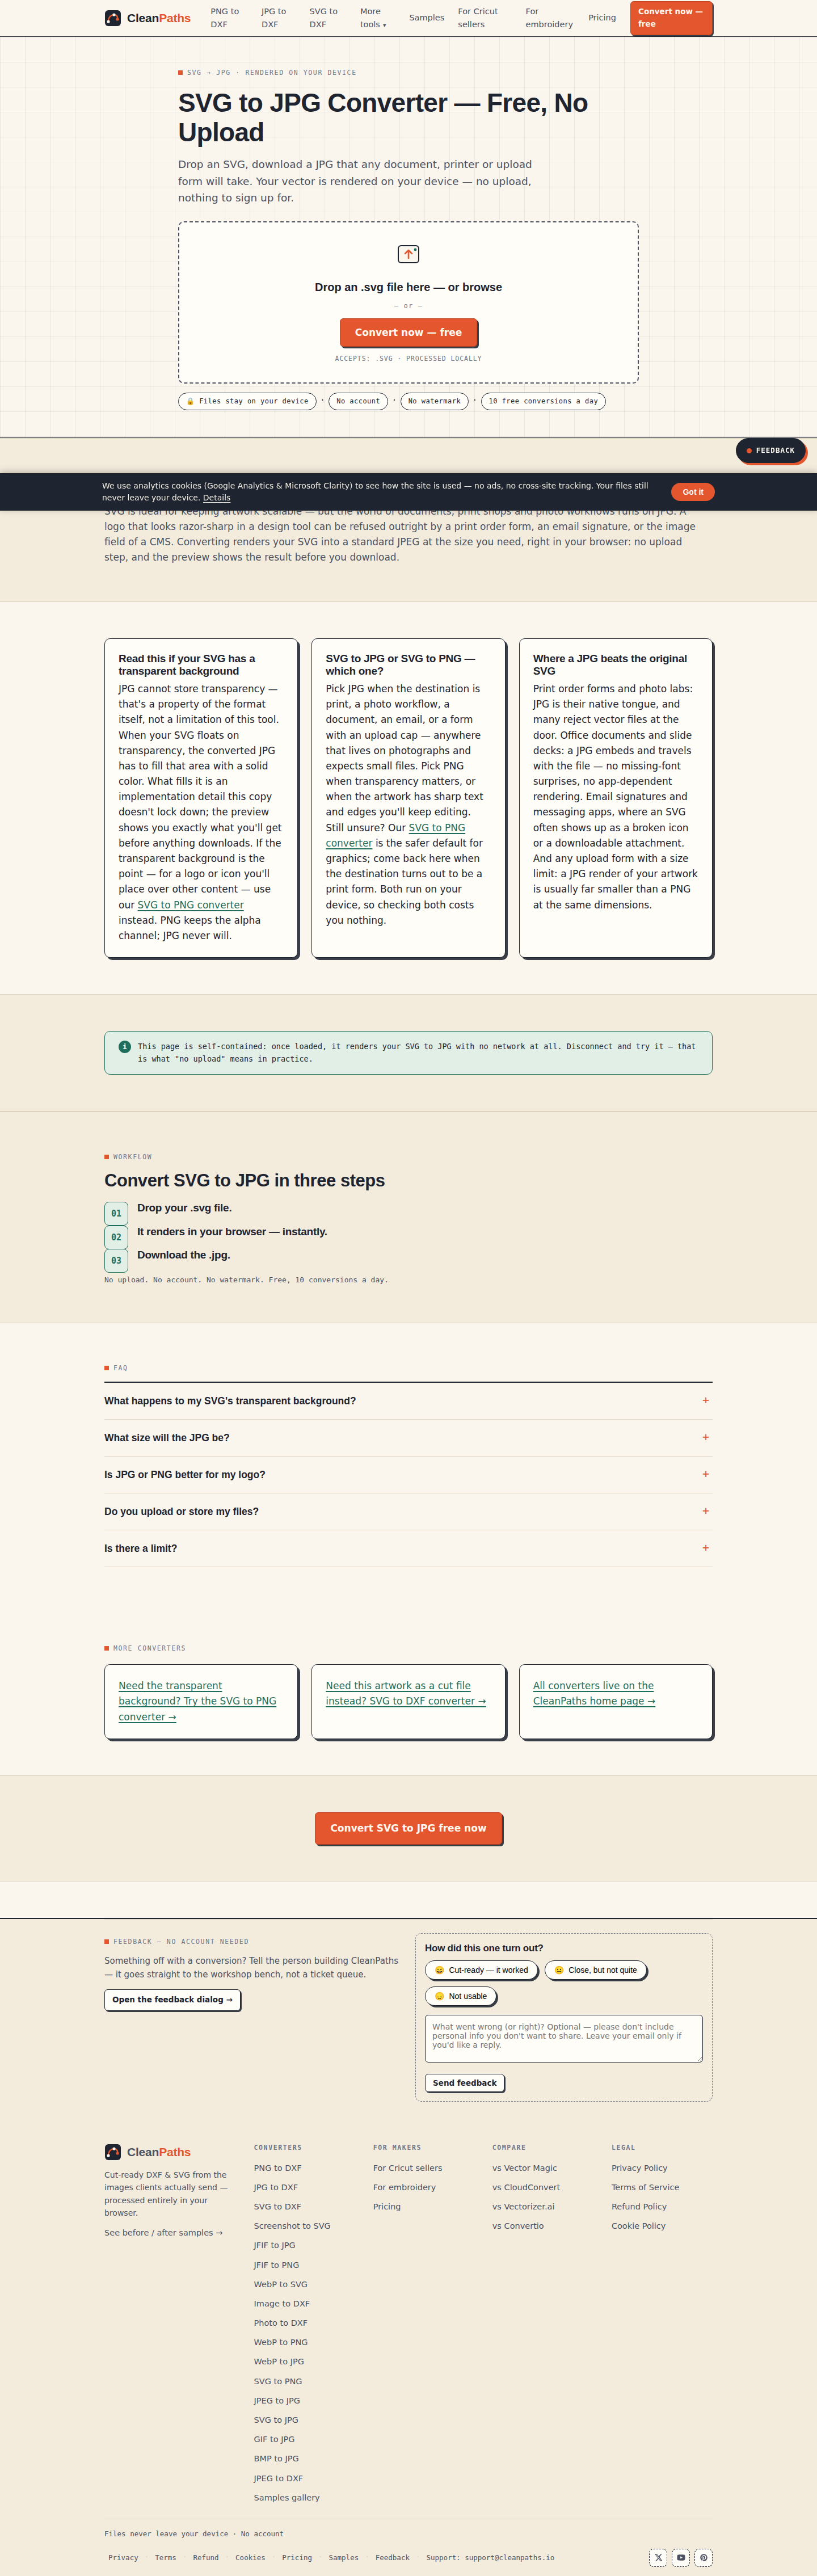 CleanPaths
PNG to DXF
JPG to DXF
SVG to DXF
More tools ▾
Samples
For Cricut sellers
For embroidery
Pricing
Convert now — free
SVG → JPG · RENDERED ON YOUR DEVICE
SVG to JPG Converter — Free, No
Upload
Drop an SVG, download a JPG that any document, printer or upload
form will take. Your vector is rendered on your device — no upload,
nothing to sign up for.
Drop an .svg file here — or browse
— or —
Convert now — free
ACCEPTS: .SVG · PROCESSED LOCALLY
🔒 Files stay on your device · No account · No watermark · 10 free conversions a day
FEEDBACK
We use analytics cookies (Google Analytics & Microsoft Clarity) to see how the site is used — no ads, no cross-site tracking. Your files still
never leave your device. Details
Got it
SVG is ideal for keeping artwork scalable — but the world of documents, print shops and photo workflows runs on JPG. A
logo that looks razor-sharp in a design tool can be refused outright by a print order form, an email signature, or the image
field of a CMS. Converting renders your SVG into a standard JPEG at the size you need, right in your browser: no upload
step, and the preview shows the result before you download.
Read this if your SVG has a
transparent background
JPG cannot store transparency —
that's a property of the format
itself, not a limitation of this tool.
When your SVG floats on
transparency, the converted JPG
has to fill that area with a solid
color. What fills it is an
implementation detail this copy
doesn't lock down; the preview
shows you exactly what you'll get
before anything downloads. If the
transparent background is the
point — for a logo or icon you'll
place over other content — use
our SVG to PNG converter
instead. PNG keeps the alpha
channel; JPG never will.
SVG to JPG or SVG to PNG —
which one?
Pick JPG when the destination is
print, a photo workflow, a
document, an email, or a form
with an upload cap — anywhere
that lives on photographs and
expects small files. Pick PNG
when transparency matters, or
when the artwork has sharp text
and edges you'll keep editing.
Still unsure? Our SVG to PNG
converter is the safer default for
graphics; come back here when
the destination turns out to be a
print form. Both run on your
device, so checking both costs
you nothing.
Where a JPG beats the original
SVG
Print order forms and photo labs:
JPG is their native tongue, and
many reject vector files at the
door. Office documents and slide
decks: a JPG embeds and travels
with the file — no missing-font
surprises, no app-dependent
rendering. Email signatures and
messaging apps, where an SVG
often shows up as a broken icon
or a downloadable attachment.
And any upload form with a size
limit: a JPG render of your artwork
is usually far smaller than a PNG
at the same dimensions.
i
This page is self-contained: once loaded, it renders your SVG to JPG with no network at all. Disconnect and try it — that
is what "no upload" means in practice.
WORKFLOW
Convert SVG to JPG in three steps
01 Drop your .svg file.
02 It renders in your browser — instantly.
03 Download the .jpg.
No upload. No account. No watermark. Free, 10 conversions a day.
FAQ
What happens to my SVG's transparent background? +
What size will the JPG be? +
Is JPG or PNG better for my logo? +
Do you upload or store my files? +
Is there a limit? +
MORE CONVERTERS
Need the transparent
background? Try the SVG to PNG
converter →
Need this artwork as a cut file
instead? SVG to DXF converter →
All converters live on the
CleanPaths home page →
Convert SVG to JPG free now
FEEDBACK — NO ACCOUNT NEEDED
Something off with a conversion? Tell the person building CleanPaths
— it goes straight to the workshop bench, not a ticket queue.
Open the feedback dialog →
How did this one turn out?
😄 Cut-ready — it worked
😐 Close, but not quite
😞 Not usable
What went wrong (or right)? Optional — please don't include
personal info you don't want to share. Leave your email only if
you'd like a reply.
Send feedback
CleanPaths
Cut-ready DXF & SVG from the
images clients actually send —
processed entirely in your
browser.
See before / after samples →
CONVERTERS
PNG to DXF
JPG to DXF
SVG to DXF
Screenshot to SVG
JFIF to JPG
JFIF to PNG
WebP to SVG
Image to DXF
Photo to DXF
WebP to PNG
WebP to JPG
SVG to PNG
JPEG to JPG
SVG to JPG
GIF to JPG
BMP to JPG
JPEG to DXF
Samples gallery
FOR MAKERS
For Cricut sellers
For embroidery
Pricing
COMPARE
vs Vector Magic
vs CloudConvert
vs Vectorizer.ai
vs Convertio
LEGAL
Privacy Policy
Terms of Service
Refund Policy
Cookie Policy
Files never leave your device · No account
Privacy Terms Refund Cookies Pricing Samples Feedback Support: support@cleanpaths.io